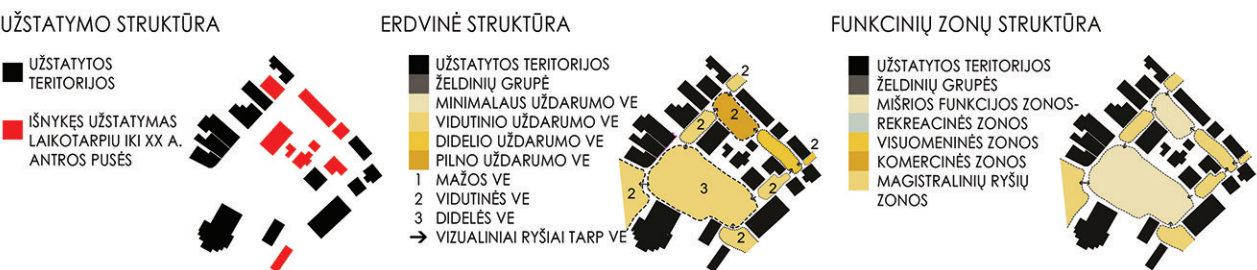 UŽSTATYMO STRUKTŪRA
UŽSTATYTOS
TERITORIJOS
IŠNYKĘS UŽSTATYMAS
LAIKOTARPIU IKI XX A.
ANTROS PUSĖS
ERDVINĖ STRUKTŪRA
UŽSTATYTOS TERITORIJOS
ŽELDINIŲ GRUPĖ
MINIMALAUS UŽDARUMO VE
VIDUTINIO UŽDARUMO VE
DIDELIO UŽDARUMO VE
PILNO UŽDARUMO VE
1 MAŽOS VE
2 VIDUTINĖS VE
3 DIDELĖS VE
→ VIZUALINIAI RYŠIAI TARP VE
2
2
2
2
2
3
2
2
FUNKCINIŲ ZONŲ STRUKTŪRA
UŽSTATYTOS TERITORIJOS
ŽELDINIŲ GRUPĖS
MIŠRIOS FUNKCIJOS ZONOS-
REKREACINĖS ZONOS
VISUOMENINĖS ZONOS
KOMERCINĖS ZONOS
MAGISTRALINIŲ RYŠIŲ
ZONOS